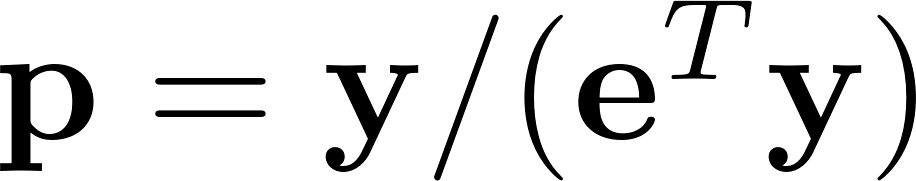 𝐩 = 𝐲/(𝐞^T 𝐲)